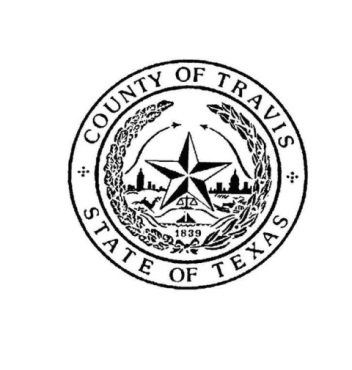 COUNTY OF TRAVIS
1839
STATE OF TEXAS